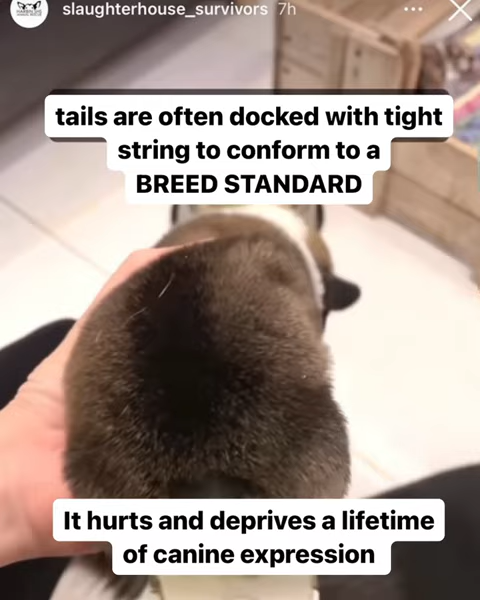 slaughterhouse_survivors 7h
tails are often docked with tight
string to conform to a
BREED STANDARD
It hurts and deprives a lifetime
of canine expression